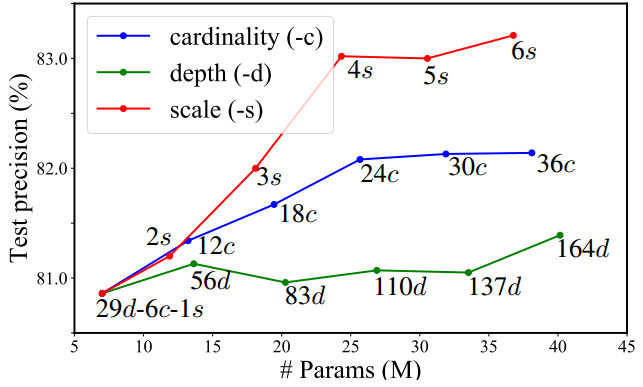 cardinality (-c)
depth (-d)
scale (-s)
Test precision (%)
83.0
82.0
81.0
6s
4s
5s
3s
24c
30c
36c
18c
2s
12c
164d
56d
83d
110d
137d
29d-6c-1s
5
10
15
20
25
30
35
40
45
# Params (M)